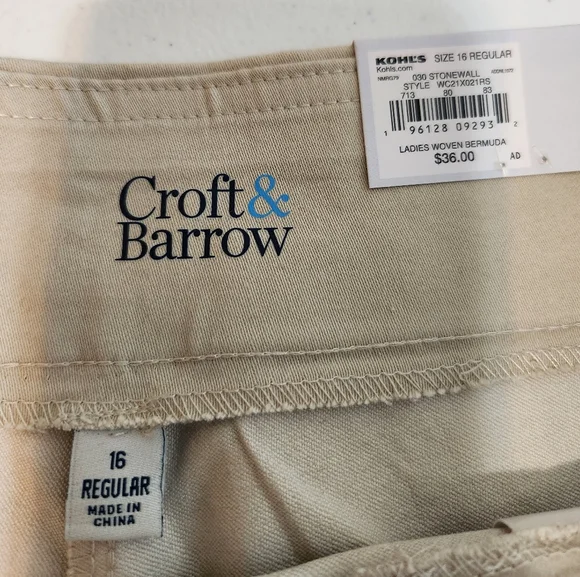 KOHL'S SIZE 16 REGULAR
Kohls.com
030 STONEWALL
STYLE WC21X021RS
713 80 83
1 96128 09293 2
LADIES WOVEN BERMUDA
$36.00 AD
Croft&
Barrow
16
REGULAR
MADE IN
CHINA